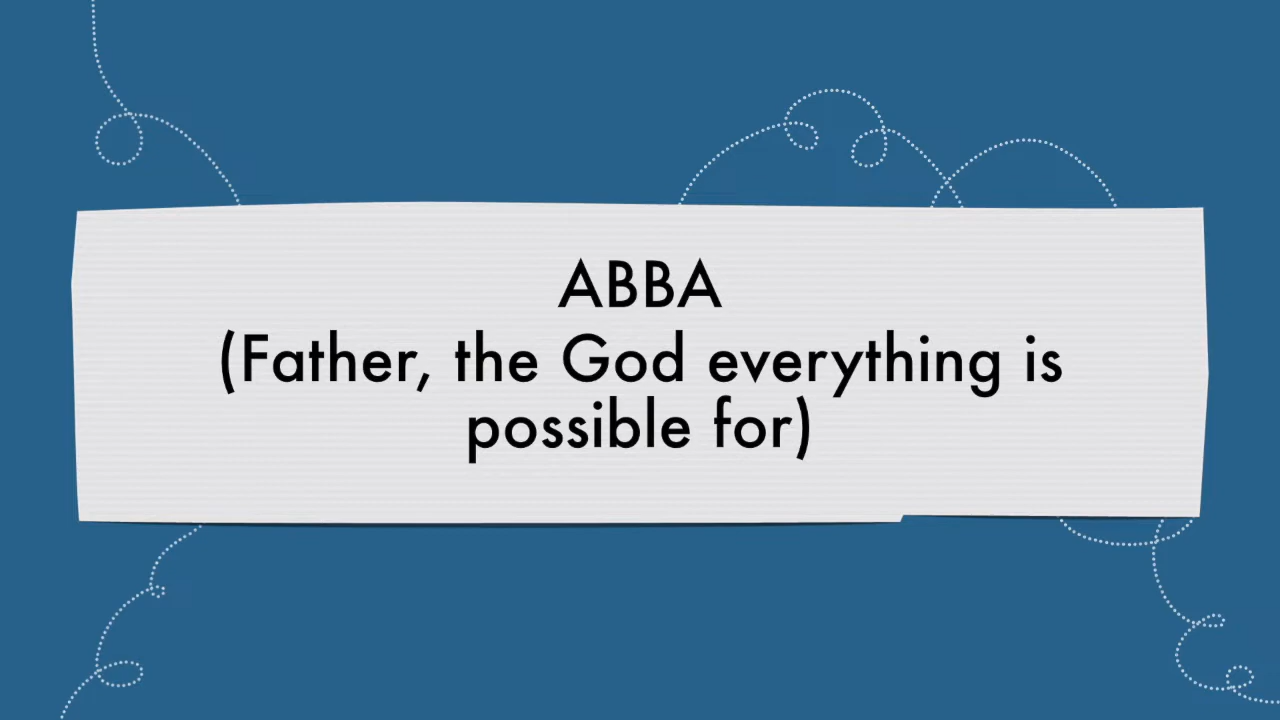 ABBA
(Father, the God everything is
possible for)